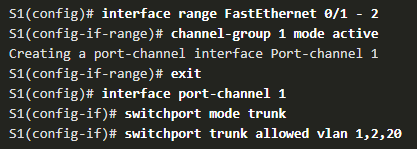 S1(config)# interface range FastEthernet 0/1 - 2
S1(config-if-range)# channel-group 1 mode active
Creating a port-channel interface Port-channel 1
S1(config-if-range)# exit
S1(config)# interface port-channel 1
S1(config-if)# switchport mode trunk
S1(config-if)# switchport trunk allowed vlan 1,2,20